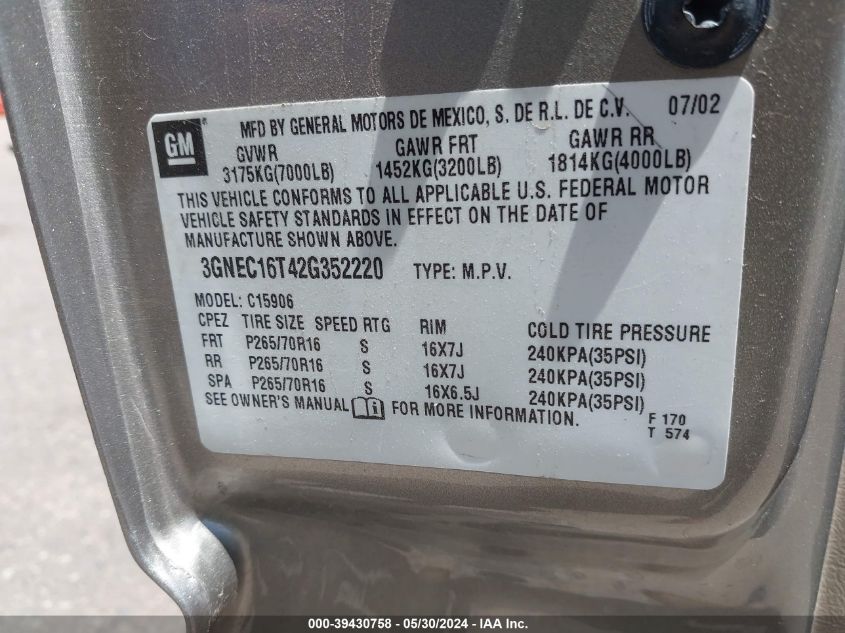 GM
MFD BY GENERAL MOTORS DE MEXICO, S. DE R.L. DE C.V. 07/02
GVWR GAWR FRT GAWR RR
3175KG(7000LB) 1452KG(3200LB) 1814KG(4000LB)
THIS VEHICLE CONFORMS TO ALL APPLICABLE U.S. FEDERAL MOTOR
VEHICLE SAFETY STANDARDS IN EFFECT ON THE DATE OF
MANUFACTURE SHOWN ABOVE.
3GNEC16T42G352220 TYPE: M.P.V.
MODEL: C15906
CPEZ TIRE SIZE SPEED RTG RIM COLD TIRE PRESSURE
FRT P265/70R16 S 16X7J 240KPA(35PSI)
RR P265/70R16 S 16X7J 240KPA(35PSI)
SPA P265/70R16 S 16X6.5J 240KPA(35PSI)
SEE OWNER'S MANUAL FOR MORE INFORMATION.
F 170
T 574
000-39430758 - 05/30/2024 - IAA Inc.